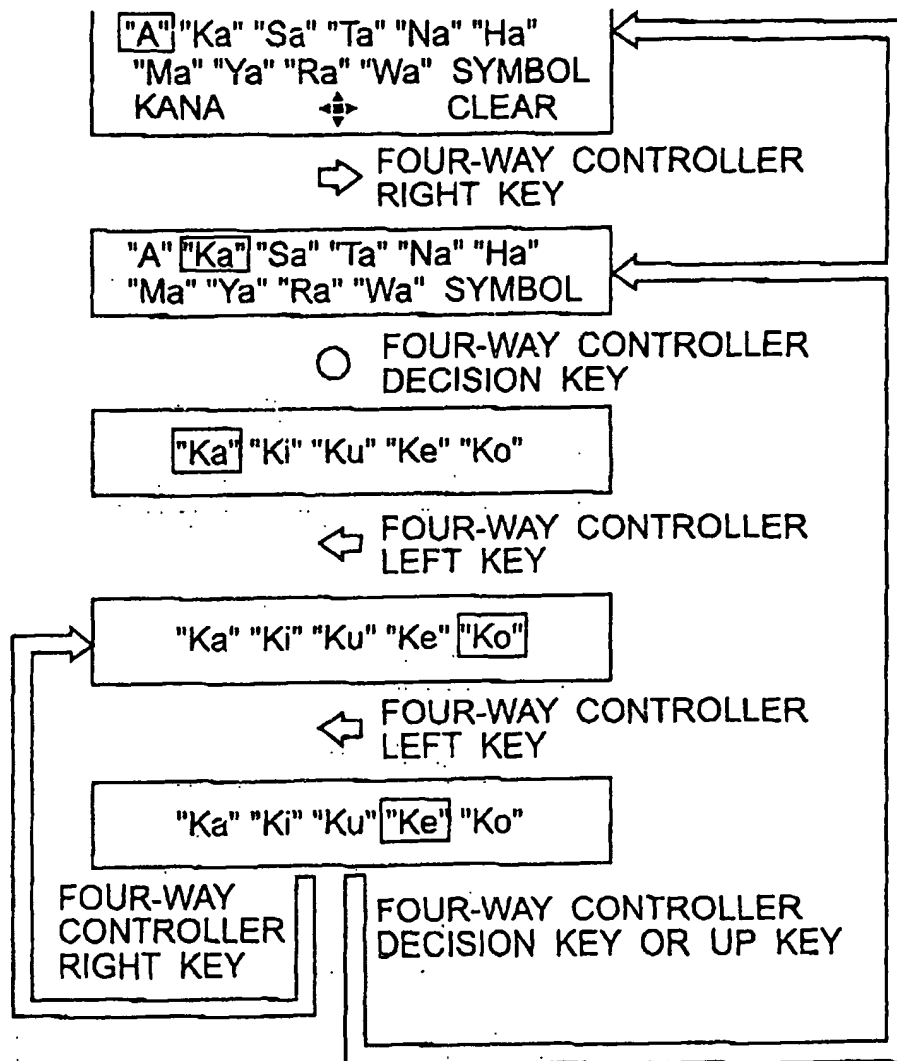 "A" "Ka" "Sa" "Ta" "Na" "Ha"
"Ma" "Ya" "Ra" "Wa" SYMBOL
KANA CLEAR
FOUR-WAY CONTROLLER
RIGHT KEY
"A" "Ka" "Sa" "Ta" "Na" "Ha"
"Ma" "Ya" "Ra" "Wa" SYMBOL
FOUR-WAY CONTROLLER
DECISION KEY
"Ka" "Ki" "Ku" "Ke" "Ko"
FOUR-WAY CONTROLLER
LEFT KEY
"Ka" "Ki" "Ku" "Ke" "Ko"
FOUR-WAY CONTROLLER
LEFT KEY
"Ka" "Ki" "Ku" "Ke" "Ko"
FOUR-WAY
CONTROLLER
RIGHT KEY
FOUR-WAY CONTROLLER
DECISION KEY OR UP KEY